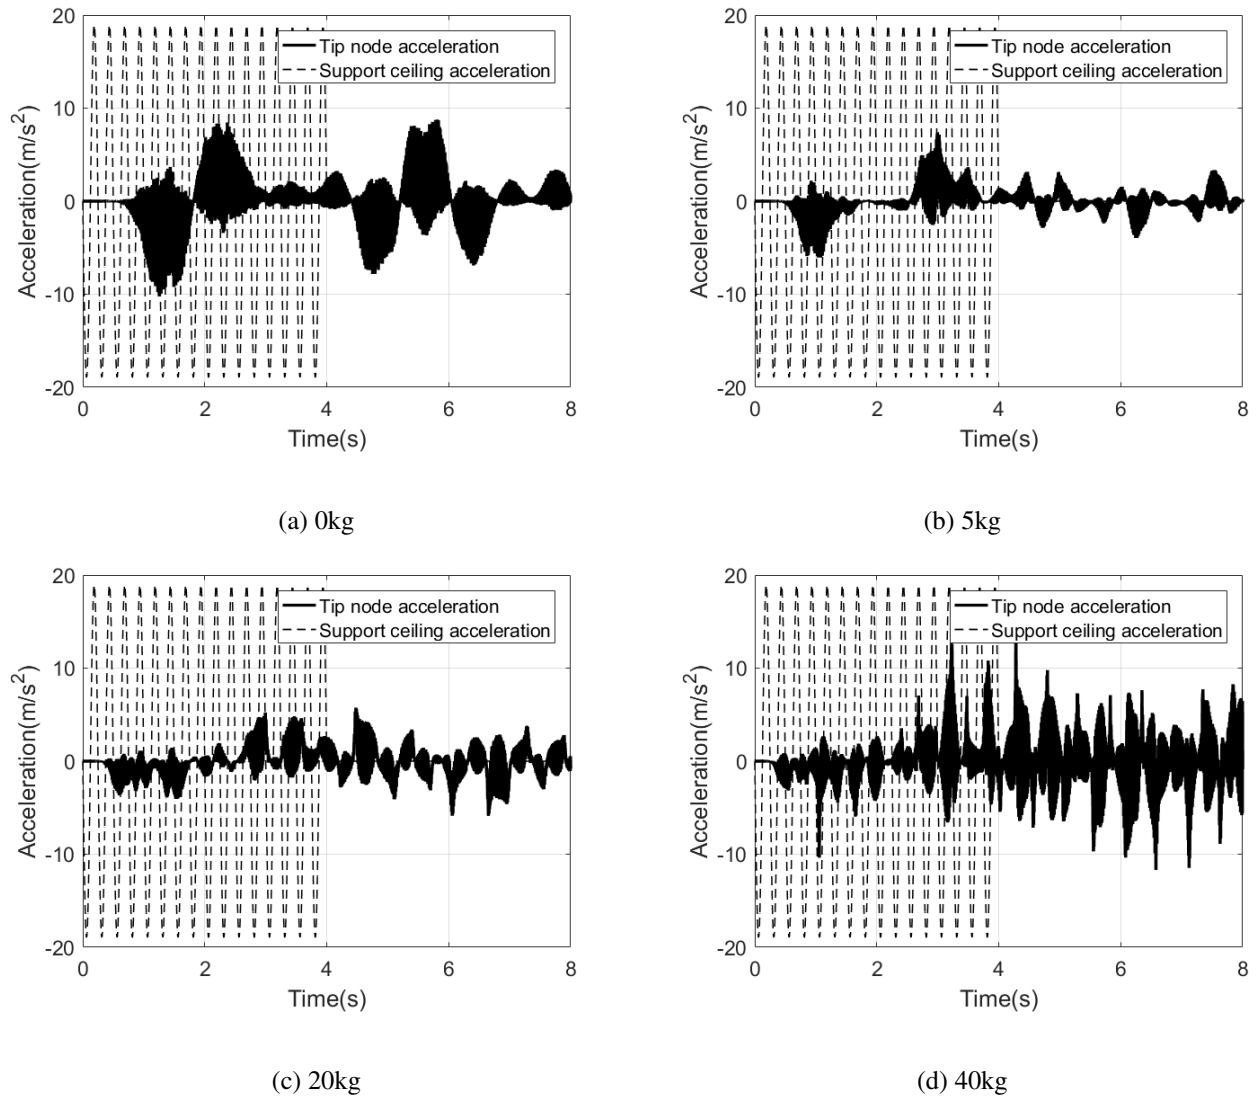 20
10
0
-10
-20
Acceleration(m/s²)
Tip node acceleration
Support ceiling acceleration
0 2 4 6 8
Time(s)
(a) 0kg
20
10
0
-10
-20
Acceleration(m/s²)
Tip node acceleration
Support ceiling acceleration
0 2 4 6 8
Time(s)
(b) 5kg
20
10
0
-10
-20
Acceleration(m/s²)
Tip node acceleration
Support ceiling acceleration
0 2 4 6 8
Time(s)
(c) 20kg
20
10
0
-10
-20
Acceleration(m/s²)
Tip node acceleration
Support ceiling acceleration
0 2 4 6 8
Time(s)
(d) 40kg